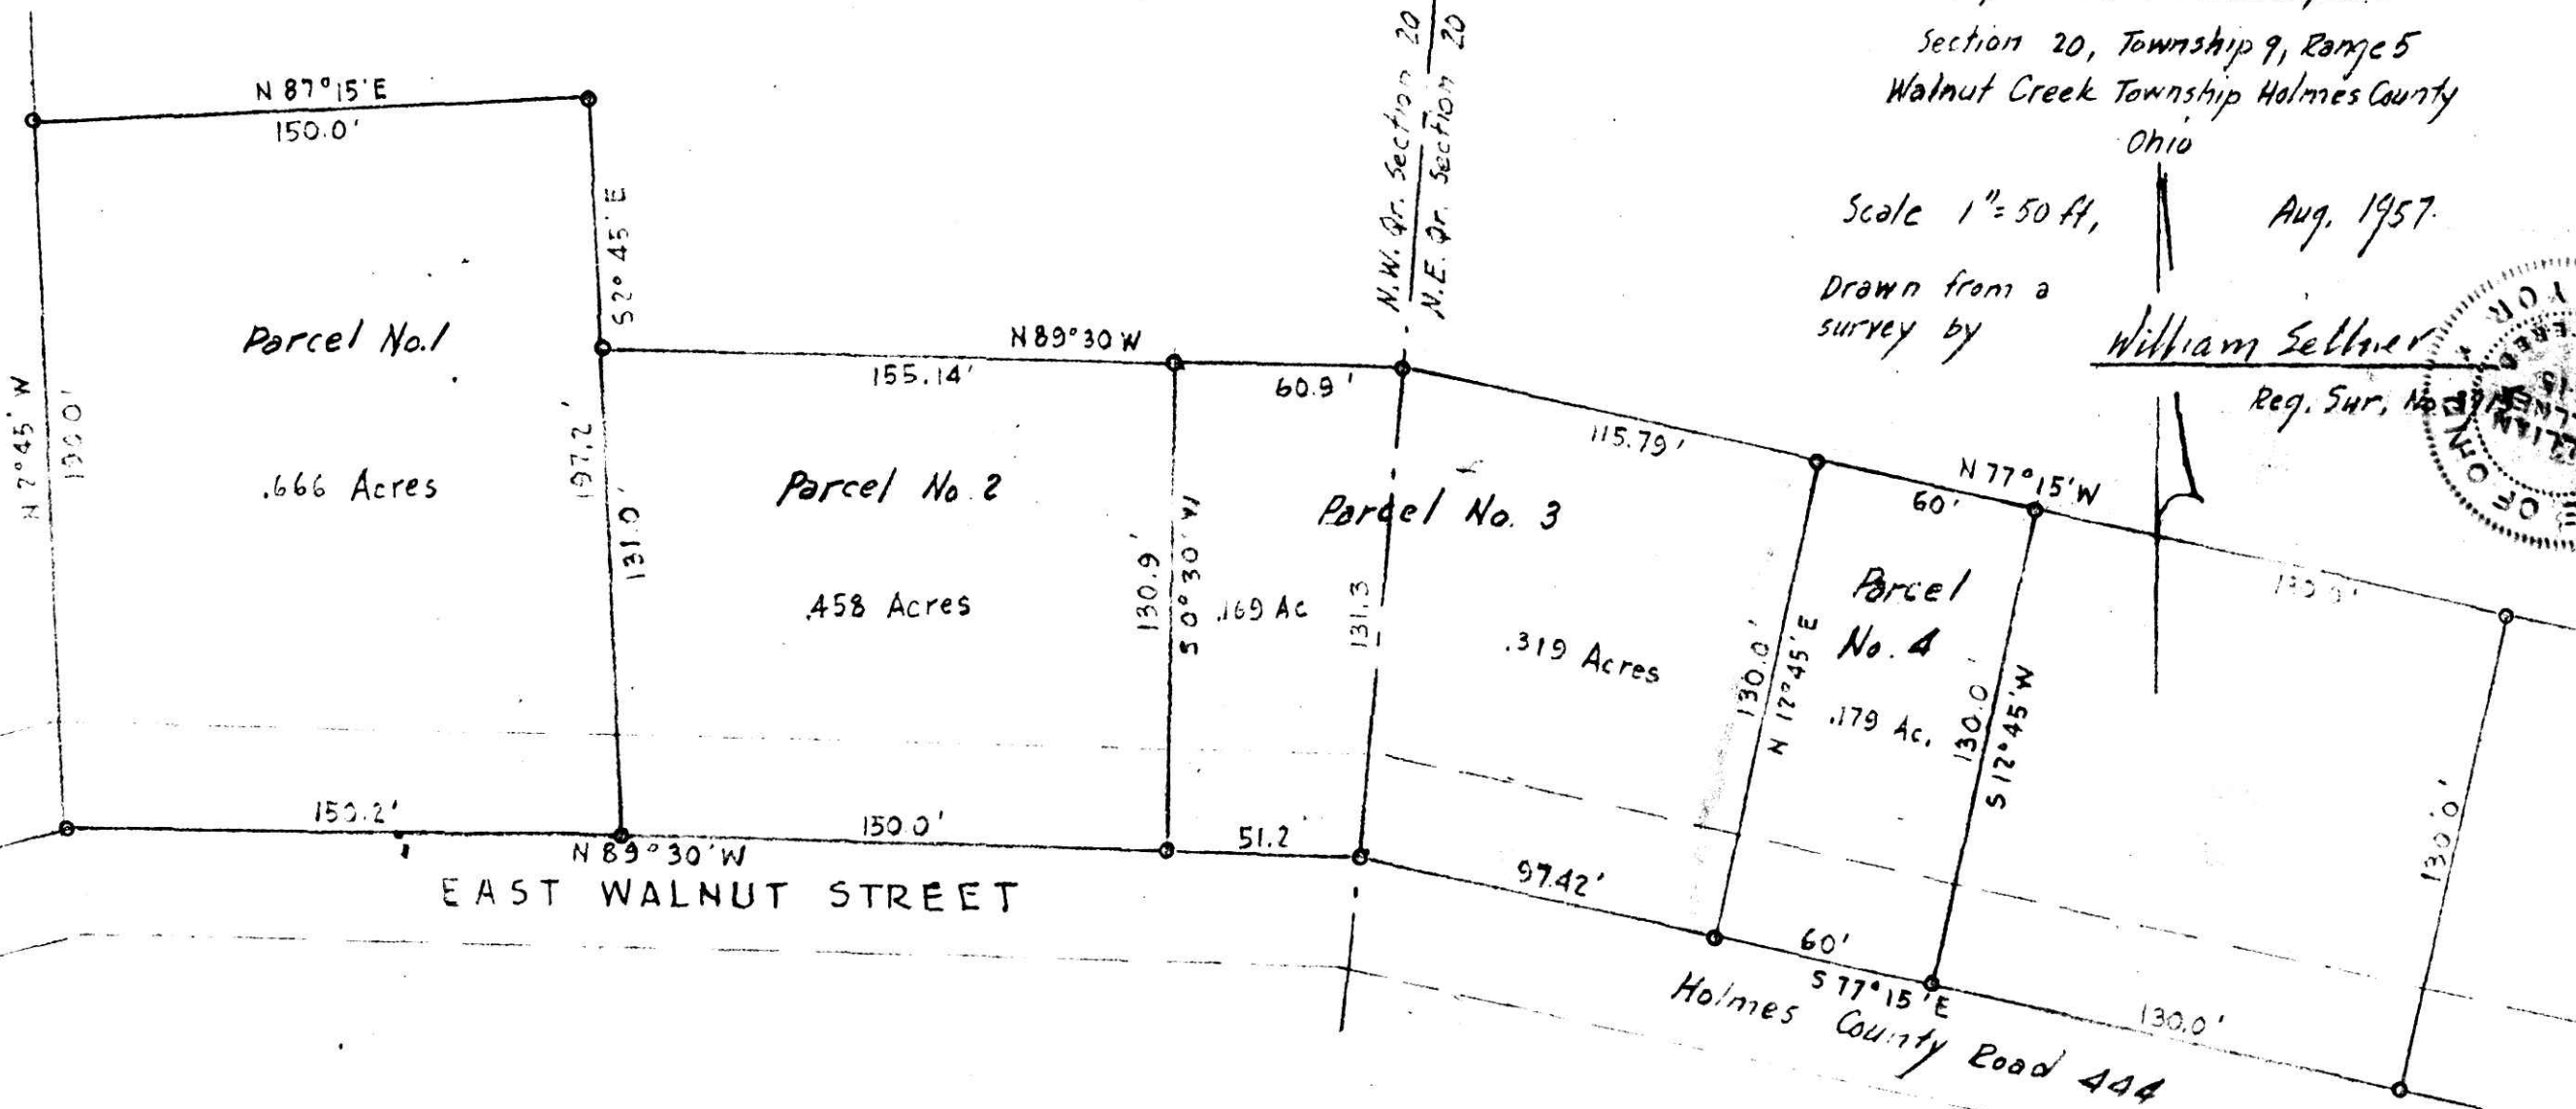 Section 20, Township 9, Range 5
Walnut Creek Township Holmes County
Ohio
Scale 1"=50 ft,
Aug. 1957.
Drawn from a
survey by
William Sellner
Reg. Sur. No.
N.W. Qr. Section 20
N.E. Qr. Section 20
N 87°15'E
150.0'
S 2°45'E
N 2°45'W
Parcel No.1
.666 Acres
197.2'
131.0'
N 89°30 W
155.14'
60.9'
Parcel No. 2
.458 Acres
130.9'
S 0°30'W
Parcel No. 3
.169 Ac
131.3
.319 Acres
115.79'
N 77°15'W
60'
130.0'
N 12°45'E
Parcel
No. 4
.179 Ac.
130.0'
S 12°45'W
130.0'
150.2'
N 89°30'W
150.0'
51.2
97.42'
60'
S 77°15'E
130.0'
EAST WALNUT STREET
Holmes County Road 444
OF OHIO